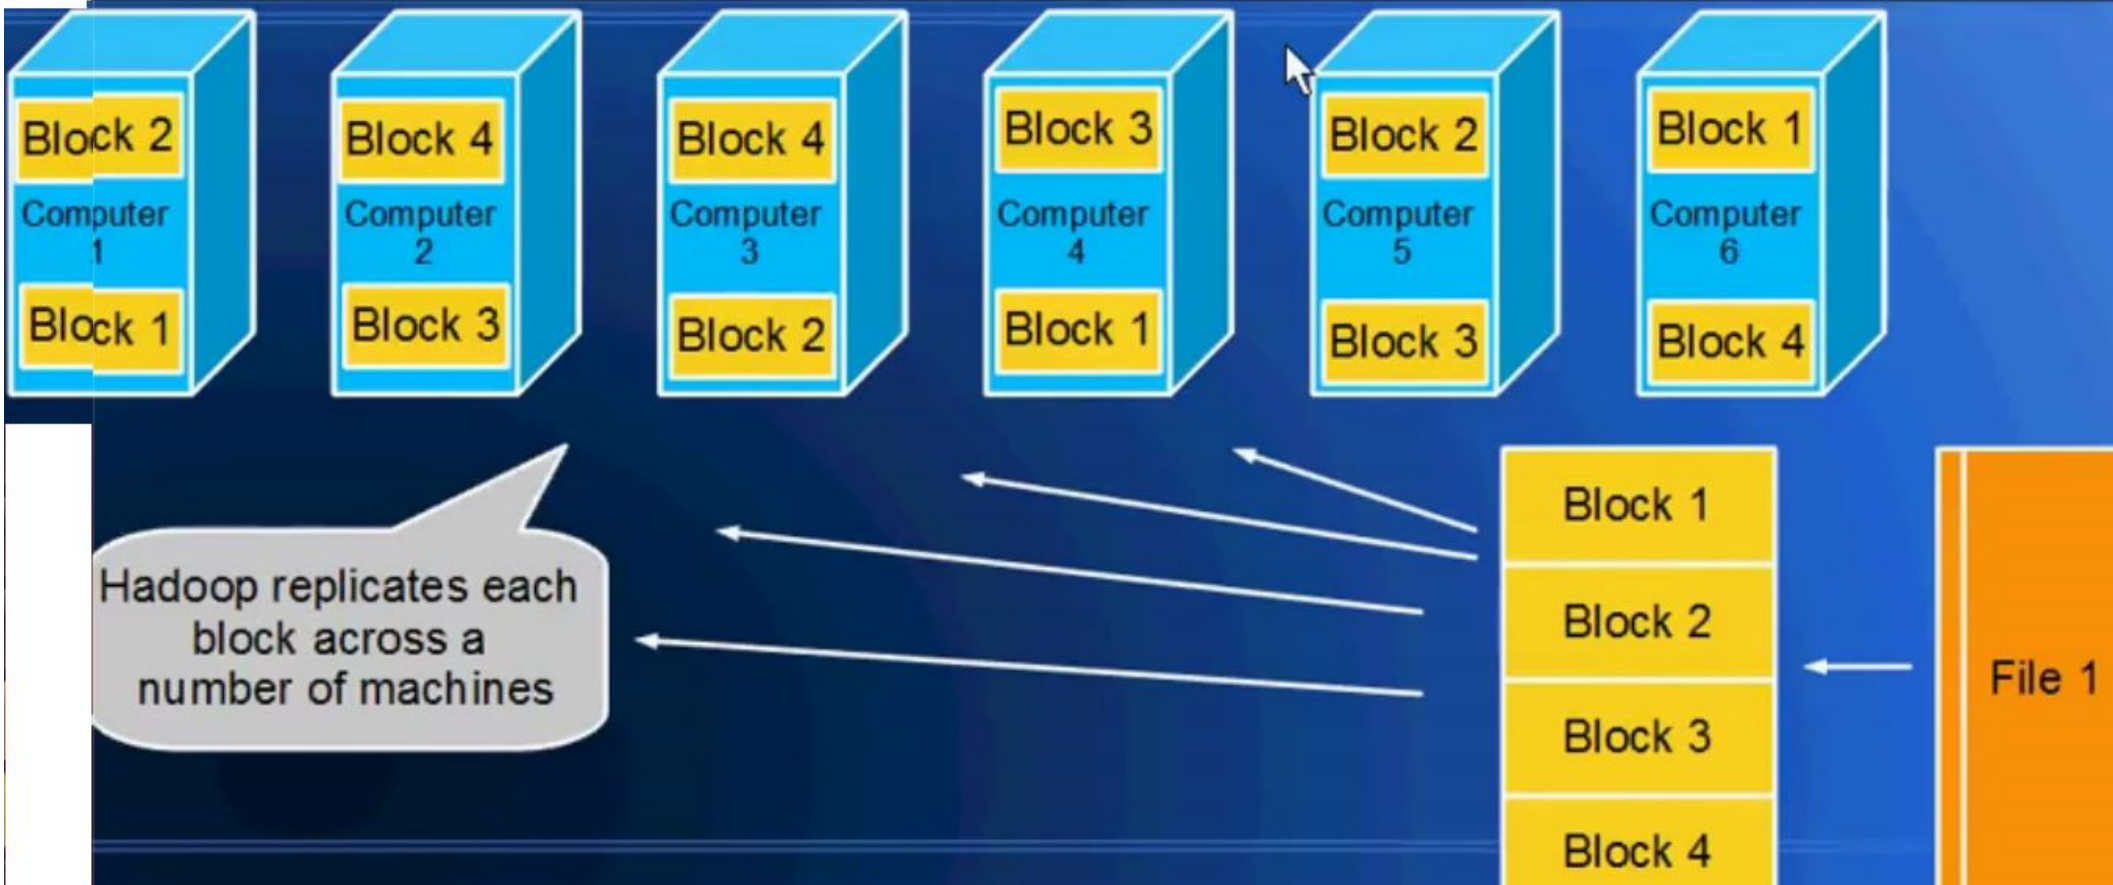 Block 2
Computer
1
Block 1
Block 4
Computer
2
Block 3
Block 4
Computer
3
Block 2
Block 3
Computer
4
Block 1
Block 2
Computer
5
Block 3
Block 1
Computer
6
Block 4
Hadoop replicates each
block across a
number of machines
Block 1
Block 2
Block 3
Block 4
File 1